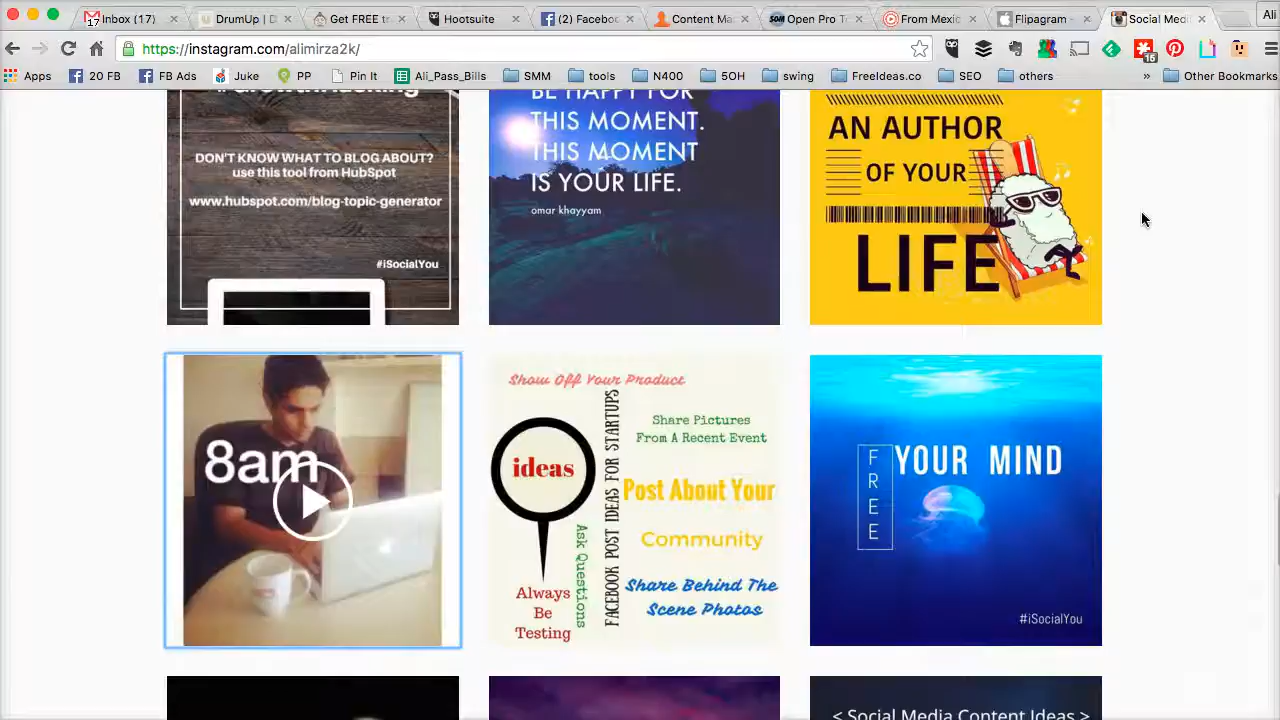 Inbox (17)
DrumUp | D
Get FREE tr
Hootsuite
(2) Faceboo
Content Ma
Open Pro T
From Mexic
Flipagram -
Social Medi
Ali
https://instagram.com/alimirza2k/
16
Apps
20 FB
FB Ads
Juke
PP
Pin It
Ali_Pass_Bills
SMM
tools
N400
SOH
swing
FreeIdeas.co
SEO
others
»
Other Bookmarks
DON'T KNOW WHAT TO BLOG ABOUT?
use this tool from HubSpot
www.hubspot.com/blog-topic-generator
#iSocialYou
BE HAPPY FOR
THIS MOMENT.
THIS MOMENT
IS YOUR LIFE.
omar khayyam
AN AUTHOR
OF YOUR
LIFE
8am
Show Off Your Product
ideas
FACEBOOK POST IDEAS FOR STARTUPS
Share Pictures
From A Recent Event
Post About Your
Community
Ask Questions
Share Behind The
Scene Photos
Always
Be
Testing
FREE
YOUR MIND
#iSocialYou
< Social Media Content Ideas >